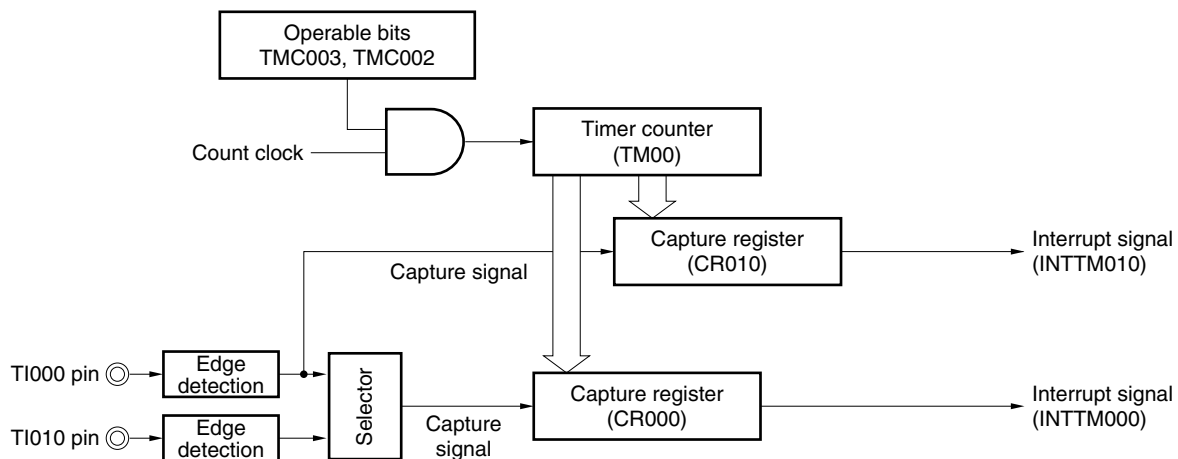 Operable bits
TMC003, TMC002
Count clock
Timer counter
(TM00)
Capture register
(CR010)
Interrupt signal
(INTTM010)
Capture signal
TI000 pin
Edge
detection
Selector
Capture register
(CR000)
Interrupt signal
(INTTM000)
TI010 pin
Edge
detection
Capture
signal